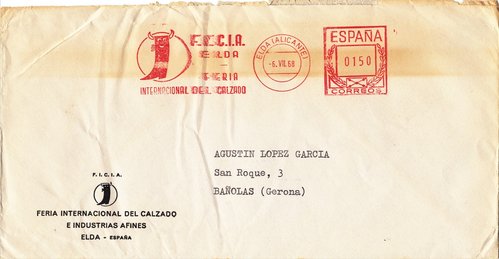 F.I.C.I.A.
ELDA
FERIA
INTERNACIONAL DEL CALZADO
ELDA (ALICANTE)
-6. VII. 68
ESPAÑA
0150
CORREOS
AGUSTIN LOPEZ GARCIA
San Roque, 3
BAÑOLAS (Gerona)
F. I. C. I. A.
FERIA INTERNACIONAL DEL CALZADO
E INDUSTRIAS AFINES
ELDA - ESPAÑA